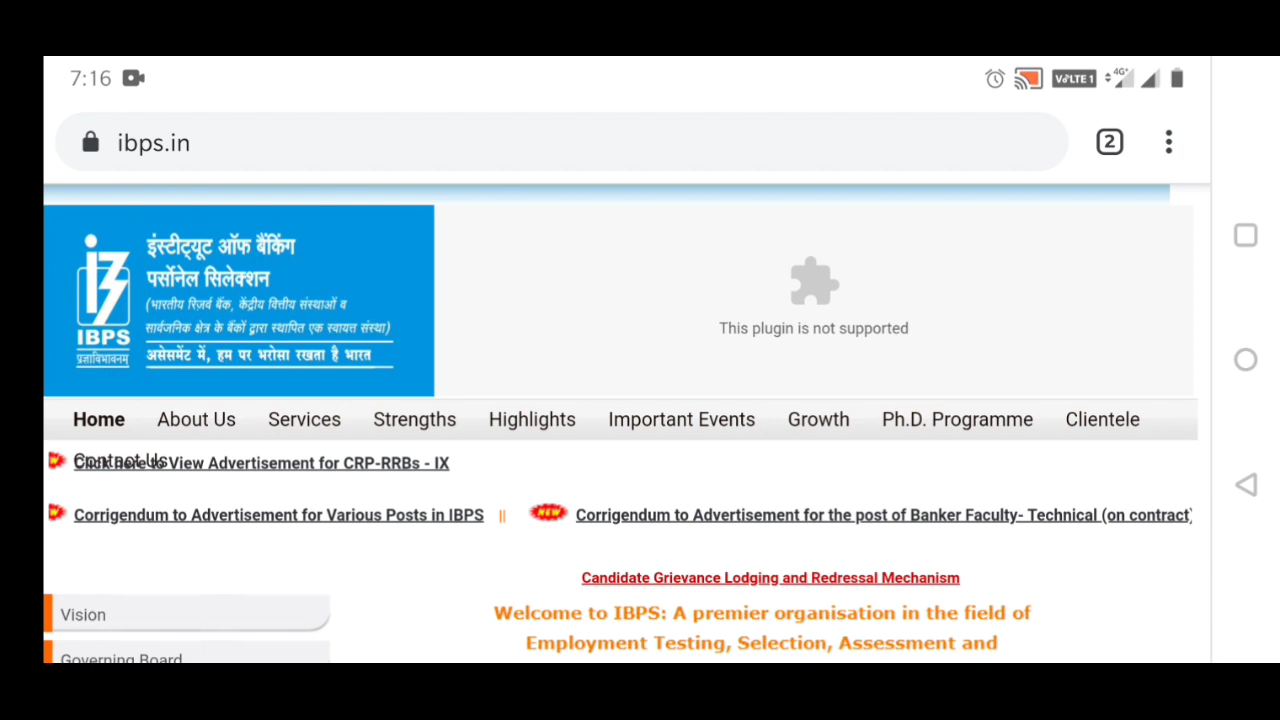 7:16
VoLTE 1 4G+
ibps.in
2
इंस्टीट्यूट ऑफ बैंकिंग
पर्सोनेल सिलेक्शन
(भारतीय रिज़र्व बैंक, केंद्रीय वित्तीय संस्थाओं व
सार्वजनिक क्षेत्र के बैंकों द्वारा स्थापित एक स्वायत संस्था)
असेसमेंट में, हम पर भरोसा रखता है भारत
IBPS
प्रज्ञाविभावनम्
This plugin is not supported
Home About Us Services Strengths Highlights Important Events Growth Ph.D. Programme Clientele
Contact Us
Click here to View Advertisement for CRP-RRBs - IX
Corrigendum to Advertisement for Various Posts in IBPS || NEW Corrigendum to Advertisement for the post of Banker Faculty- Technical (on contract)
Candidate Grievance Lodging and Redressal Mechanism
Vision
Welcome to IBPS: A premier organisation in the field of
Employment Testing, Selection, Assessment and
Governing Board